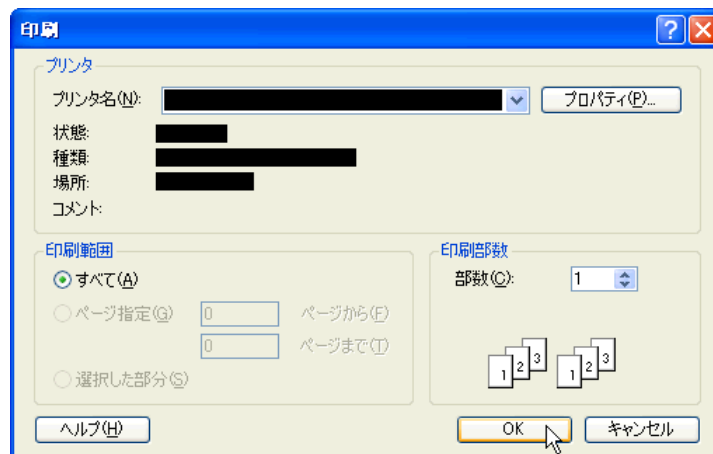 印刷
プリンタ
プリンタ名(N): プロパティ(P)...
状態:
種類:
場所:
コメント:
印刷範囲
すべて(A)
ページ指定(G) 0 ページから(F)
0 ページまで(T)
選択した部分(S)
印刷部数
部数(C): 1
1 2 3 1 2 3
ヘルプ(H) OK キャンセル